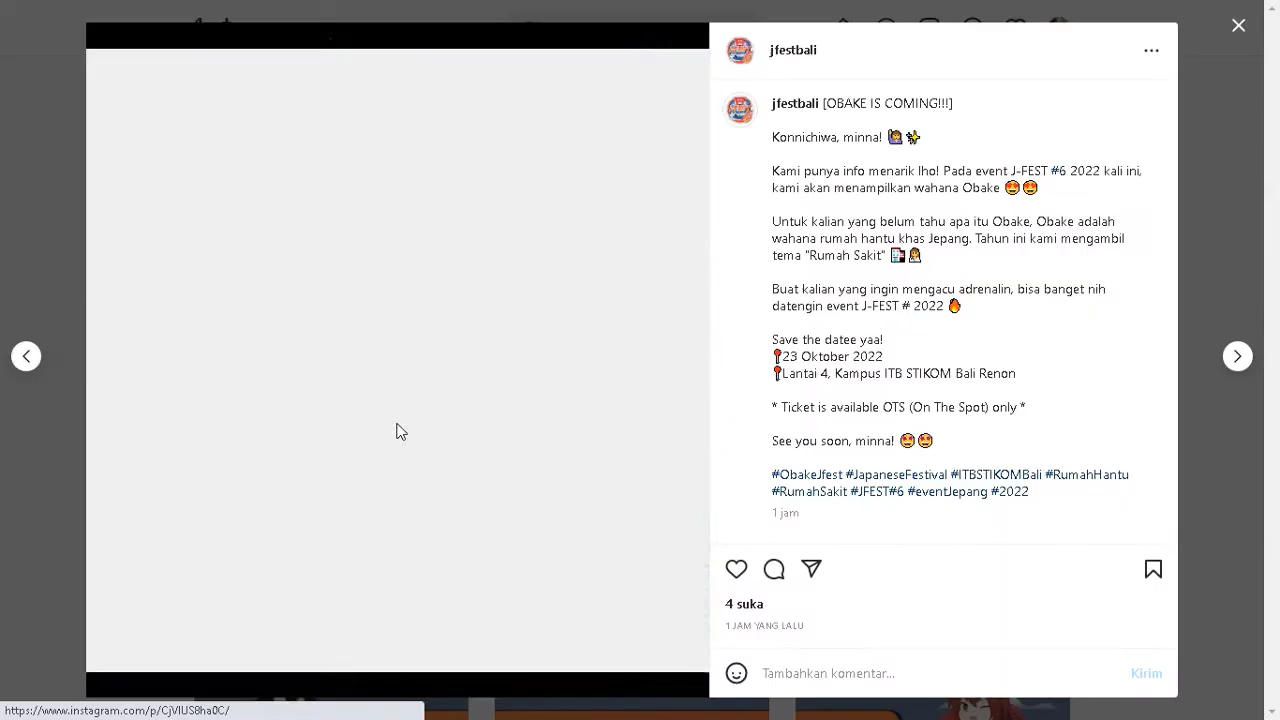 jfestbali
jfestbali [OBAKE IS COMING!!!]
Konnichiwa, minna! 🙋✨
Kami punya info menarik lho! Pada event J-FEST #6 2022 kali ini,
kami akan menampilkan wahana Obake 🤩🤩
Untuk kalian yang belum tahu apa itu Obake, Obake adalah
wahana rumah hantu khas Jepang. Tahun ini kami mengambil
tema "Rumah Sakit"
Buat kalian yang ingin mengacu adrenalin, bisa banget nih
datengin event J-FEST # 2022 🔥
Save the datee yaa!
📍23 Oktober 2022
📍Lantai 4, Kampus ITB STIKOM Bali Renon
* Ticket is available OTS (On The Spot) only *
See you soon, minna! 🤩🤩
#ObakeJfest #JapaneseFestival #ITBSTIKOMBali #RumahHantu
#RumahSakit #JFEST#6 #eventJepang #2022
1 jam
4 suka
1 JAM YANG LALU
Tambahkan komentar...
Kirim
https://www.instagram.com/p/CjVIUS8ha0C/